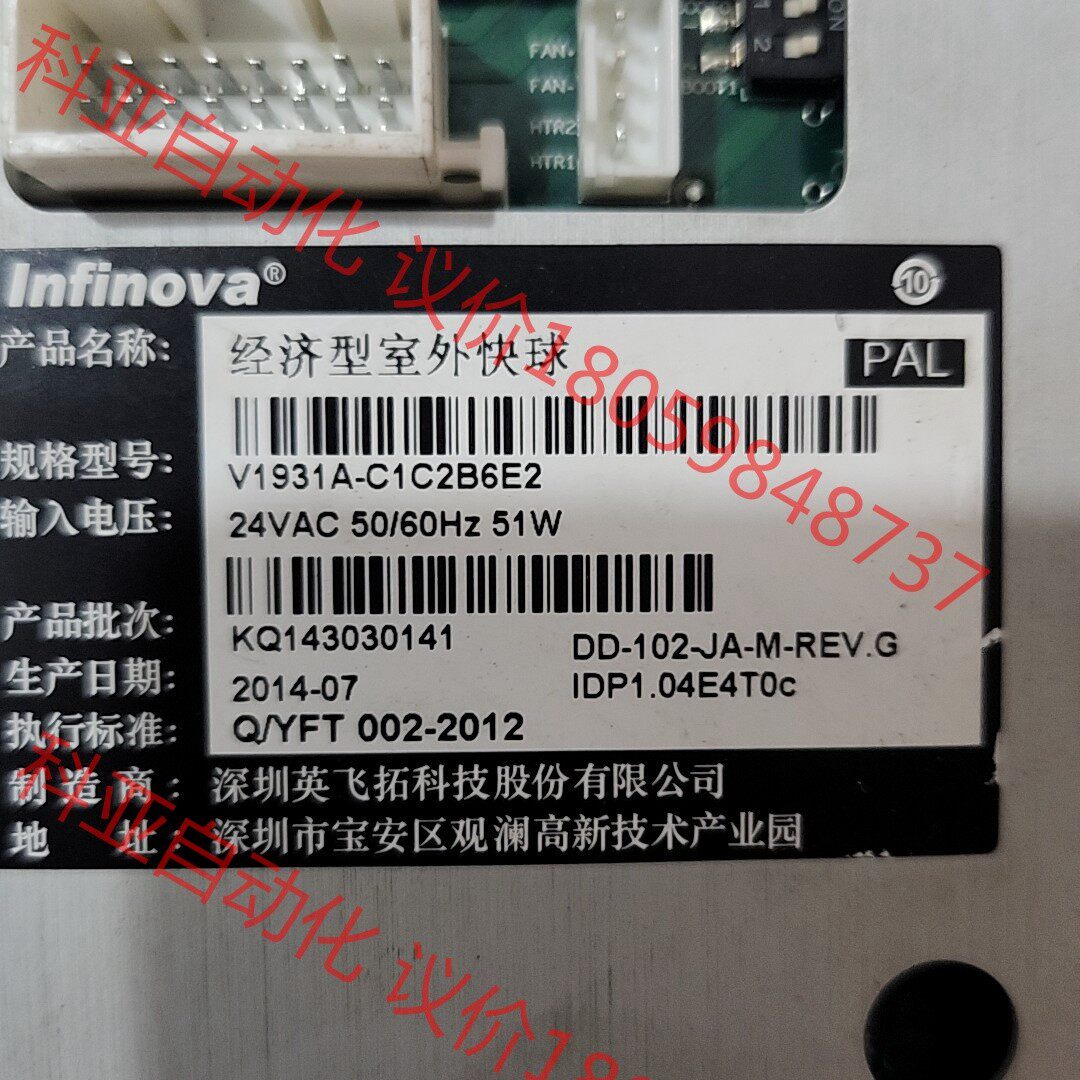 ON
1
2
FAN+
FAN-
HTR2
HTR1
BOOT1
科亚自动化 议价18059848737
Infinova®
10
产品名称: 经济型室外快球
PAL
规格型号: V1931A-C1C2B6E2
输入电压: 24VAC 50/60Hz 51W
产品批次: KQ143030141
DD-102-JA-M-REV.G
生产日期: 2014-07
IDP1.04E4T0c
执行标准: Q/YFT 002-2012
制造商: 深圳英飞拓科技股份有限公司
地址: 深圳市宝安区观澜高新技术产业园
科亚自动化 议价18